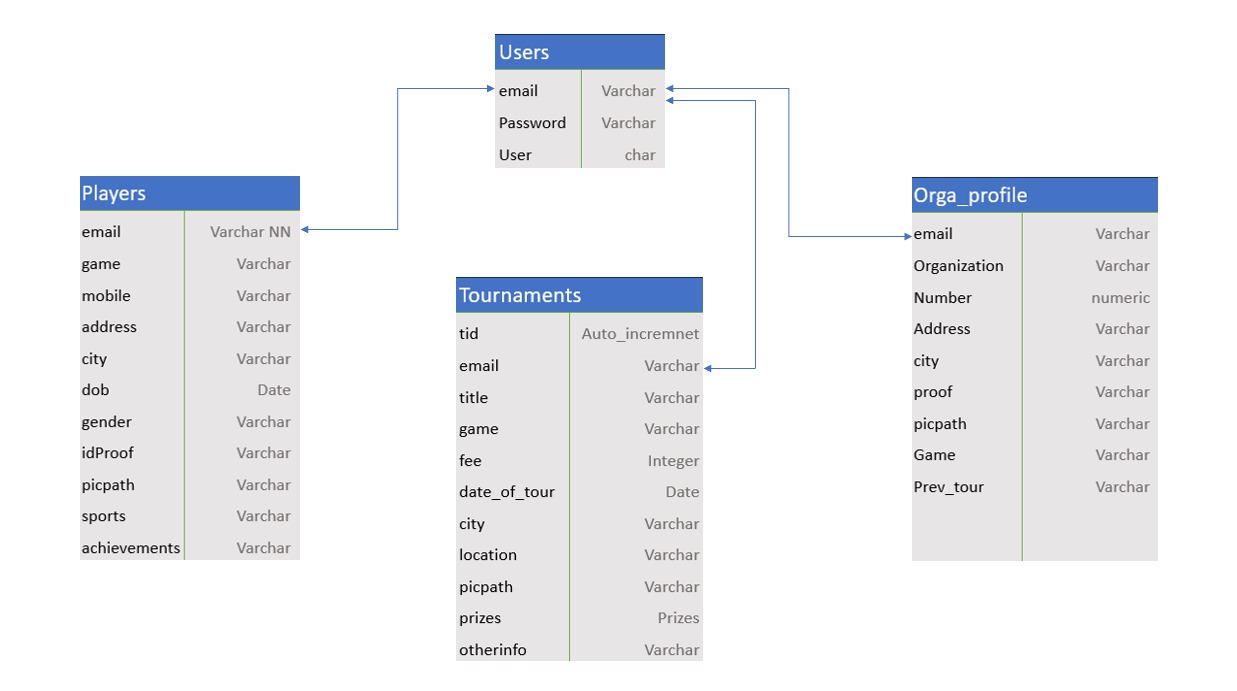 Users
email Varchar
Password Varchar
User char
Players
email Varchar NN
game Varchar
mobile Varchar
address Varchar
city Varchar
dob Date
gender Varchar
idProof Varchar
picpath Varchar
sports Varchar
achievements Varchar
Tournaments
tid Auto_incremnet
email Varchar
title Varchar
game Varchar
fee Integer
date_of_tour Date
city Varchar
location Varchar
picpath Varchar
prizes Prizes
otherinfo Varchar
Orga_profile
email Varchar
Organization Varchar
Number numeric
Address Varchar
city Varchar
proof Varchar
picpath Varchar
Game Varchar
Prev_tour Varchar